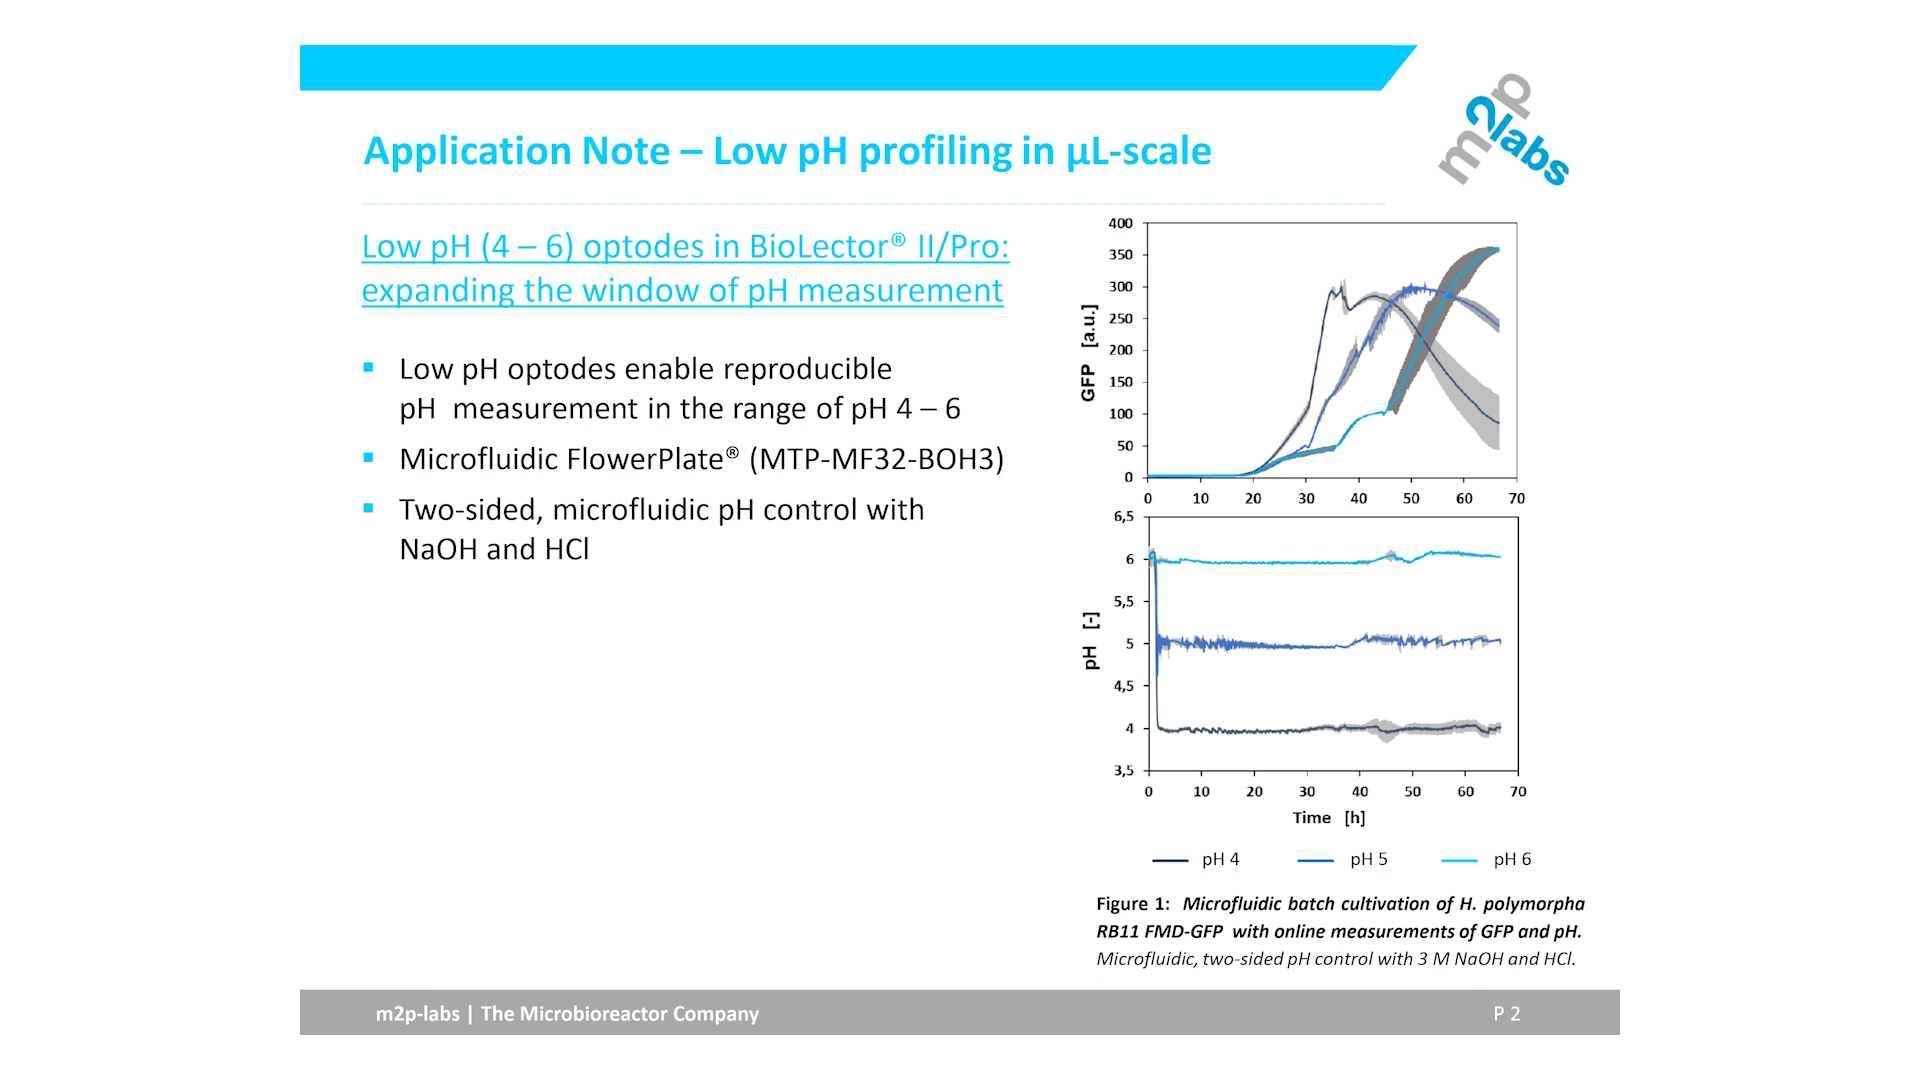 m2p
labs
Application Note – Low pH profiling in µL-scale
Low pH (4 – 6) optodes in BioLector® II/Pro:
expanding the window of pH measurement
▪ Low pH optodes enable reproducible
pH measurement in the range of pH 4 – 6
▪ Microfluidic FlowerPlate® (MTP-MF32-BOH3)
▪ Two-sided, microfluidic pH control with
NaOH and HCl
GFP [a.u.]
400
350
300
250
200
150
100
50
0
0 10 20 30 40 50 60 70
pH [-]
6,5
6
5,5
5
4,5
4
3,5
0 10 20 30 40 50 60 70
Time [h]
pH 4 pH 5 pH 6
Figure 1: Microfluidic batch cultivation of H. polymorpha
RB11 FMD-GFP with online measurements of GFP and pH.
Microfluidic, two-sided pH control with 3 M NaOH and HCl.
m2p-labs | The Microbioreactor Company P 2